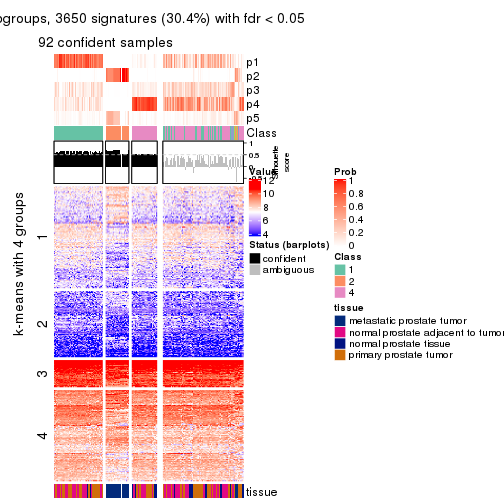 ogroups, 3650 signatures (30.4%) with fdr < 0.05
92 confident samples
p1
p2
p3
p4
p5
Class
1
0.5
0
Silhouette
score
k-means with 4 groups
1
2
3
4
tissue
Value
12
10
8
6
4
Status (barplots)
confident
ambiguous
Prob
1
0.8
0.6
0.4
0.2
0
Class
1
2
4
tissue
metastatic prostate tumor
normal prostate adjacent to tumor
normal prostate tissue
primary prostate tumor